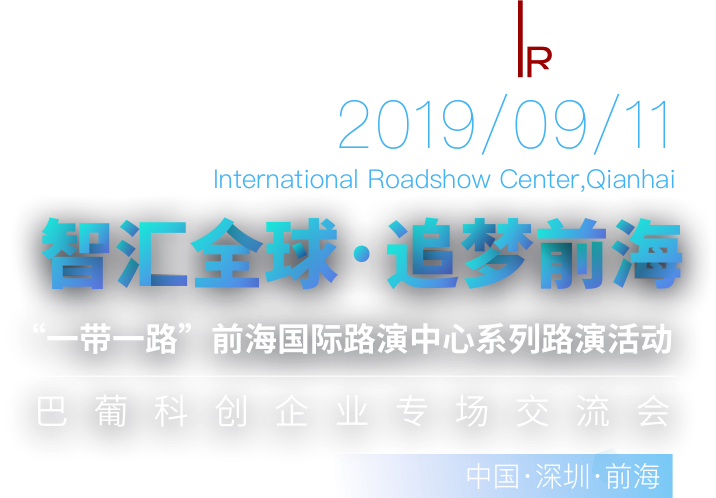 IR
2019/09/11
International Roadshow Center,Qianhai
智汇全球·追梦前海
“一带一路”前海国际路演中心系列路演活动
巴葡科创企业专场交流会
中国·深圳·前海